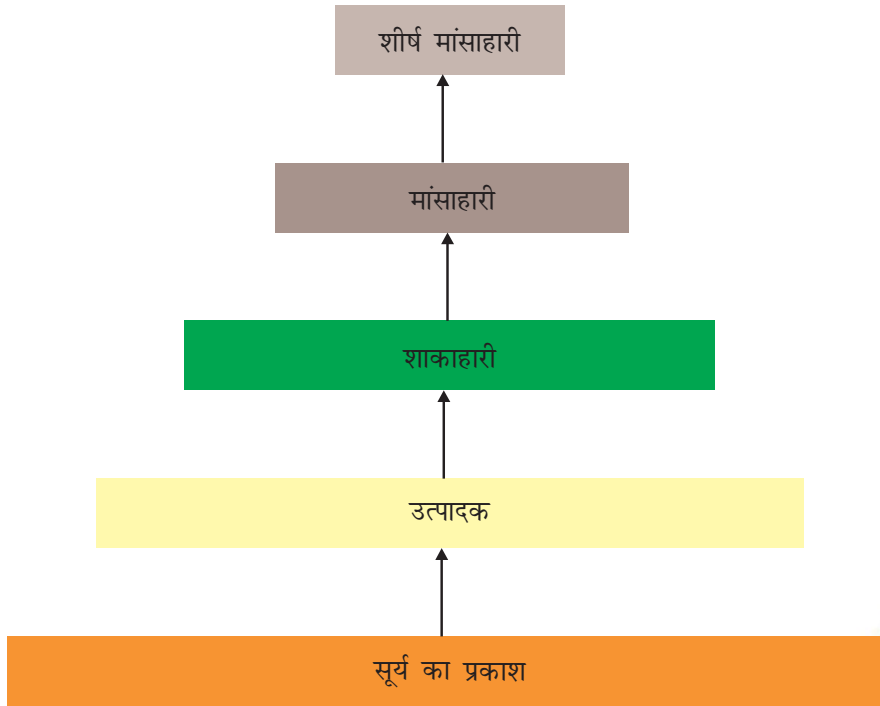 शीर्ष मांसाहारी
मांसाहारी
शाकाहारी
उत्पादक
सूर्य का प्रकाश